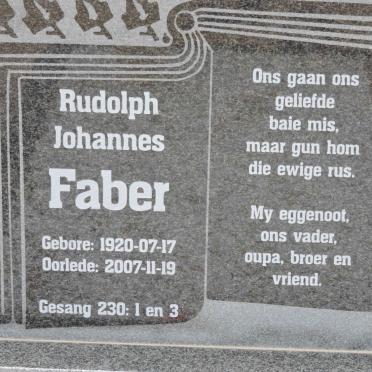 Rudolph
Johannes
Faber
Gebore: 1920-07-17
Oorlede: 2007-11-19
Gesang 230: 1 en 3
Ons gaan ons
geliefde
baie mis,
maar gun hom
die ewige rus.
My eggenoot,
ons vader,
oupa, broer en
vriend.